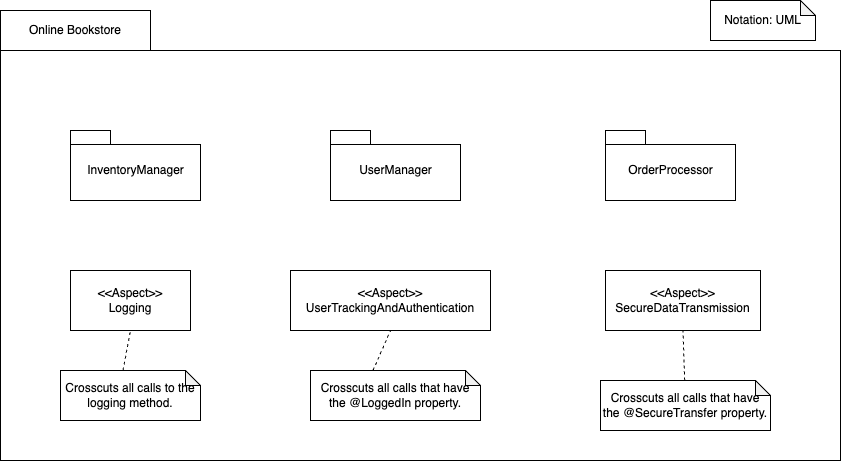 Notation: UML
Online Bookstore
InventoryManager
UserManager
OrderProcessor
<<Aspect>>
Logging
<<Aspect>>
UserTrackingAndAuthentication
<<Aspect>>
SecureDataTransmission
Crosscuts all calls to the
logging method.
Crosscuts all calls that have
the @LoggedIn property.
Crosscuts all calls that have
the @SecureTransfer property.